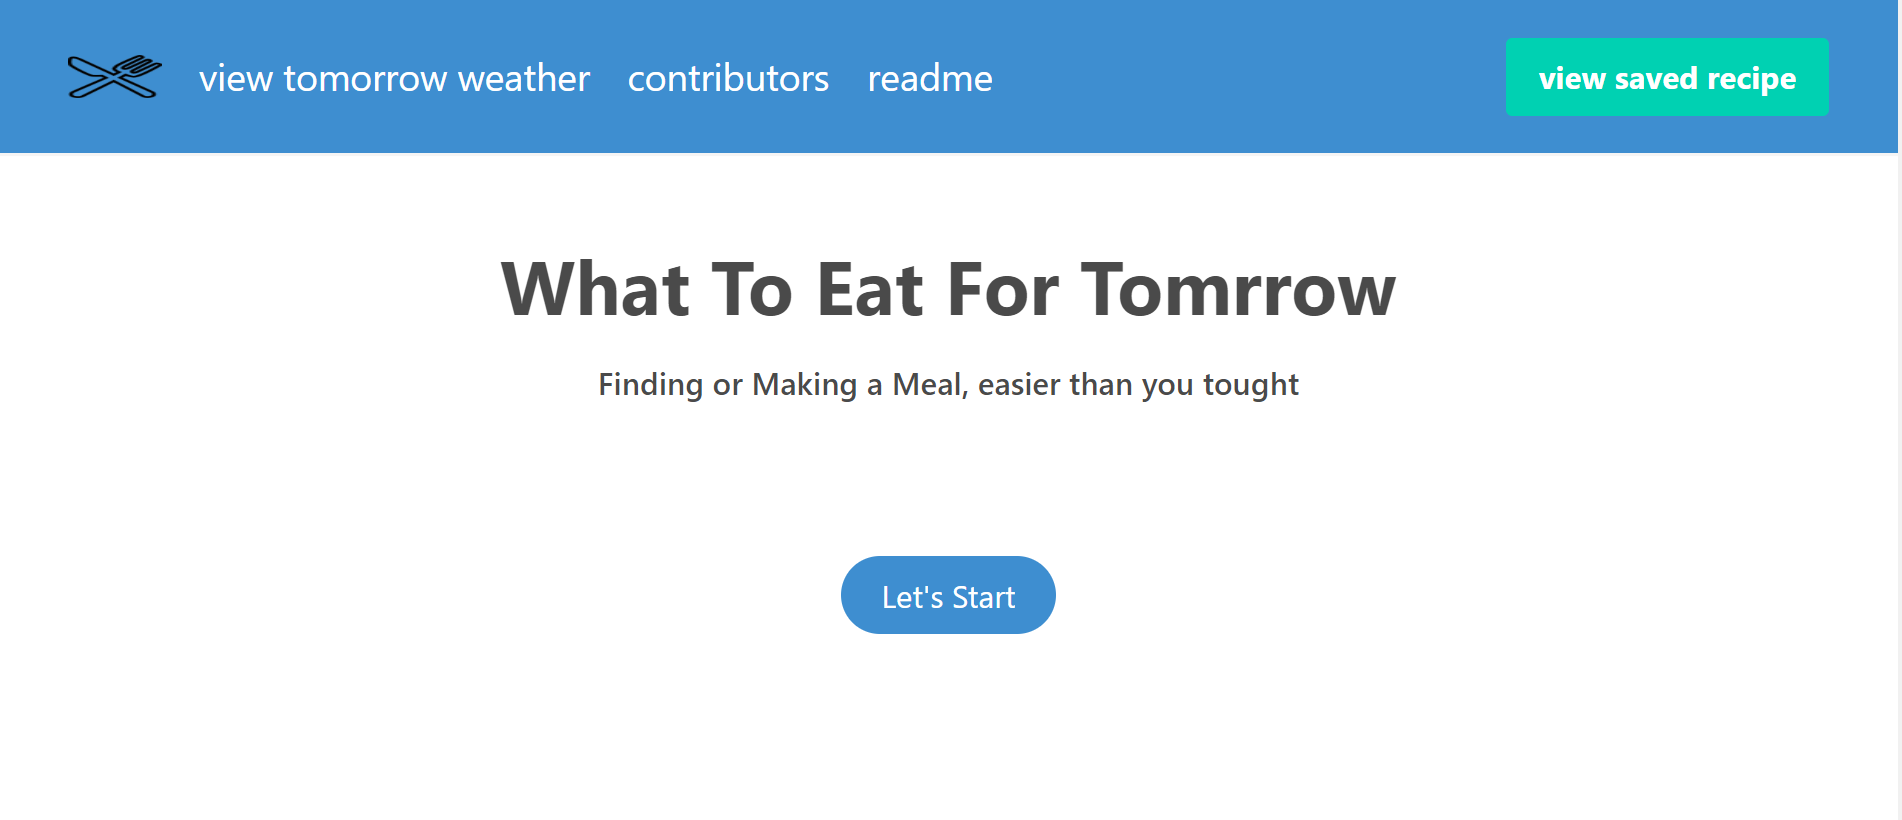 view tomorrow weather contributors readme view saved recipe
What To Eat For Tomrrow
Finding or Making a Meal, easier than you tought
Let's Start